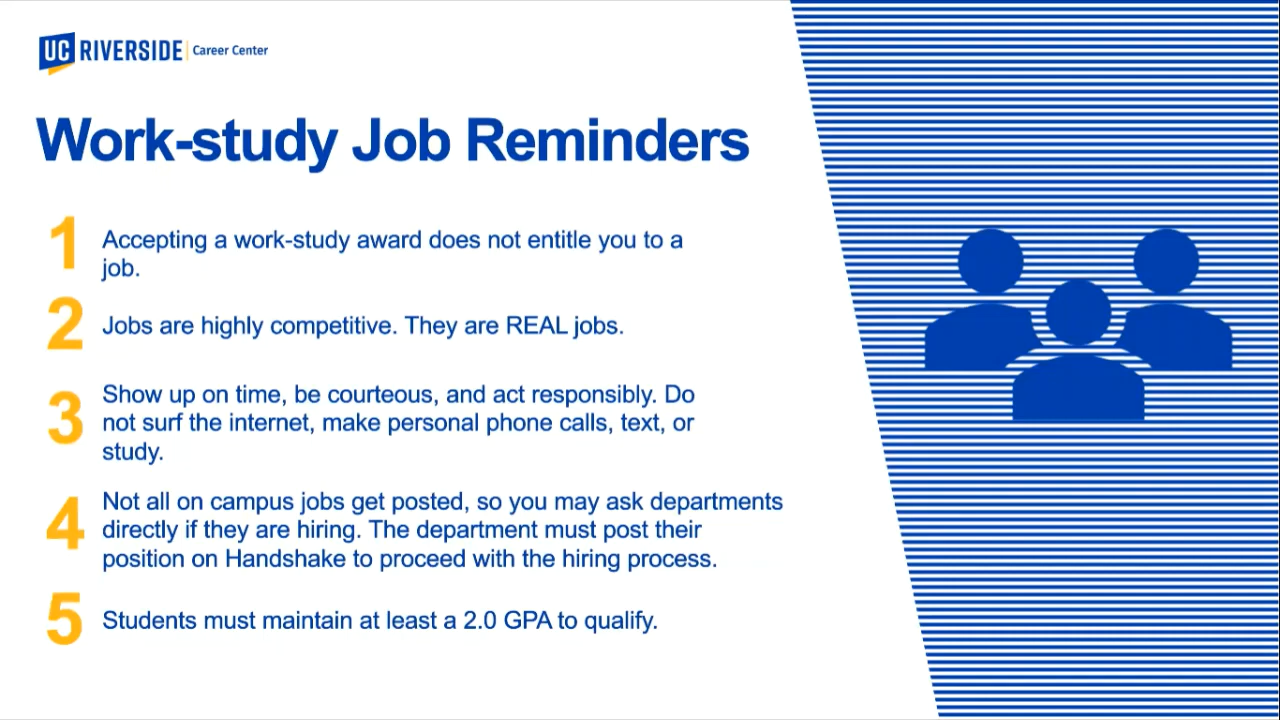 UC RIVERSIDE | Career Center
Work-study Job Reminders
1 Accepting a work-study award does not entitle you to a
job.
2 Jobs are highly competitive. They are REAL jobs.
3 Show up on time, be courteous, and act responsibly. Do
not surf the internet, make personal phone calls, text, or
study.
4 Not all on campus jobs get posted, so you may ask departments
directly if they are hiring. The department must post their
position on Handshake to proceed with the hiring process.
5 Students must maintain at least a 2.0 GPA to qualify.